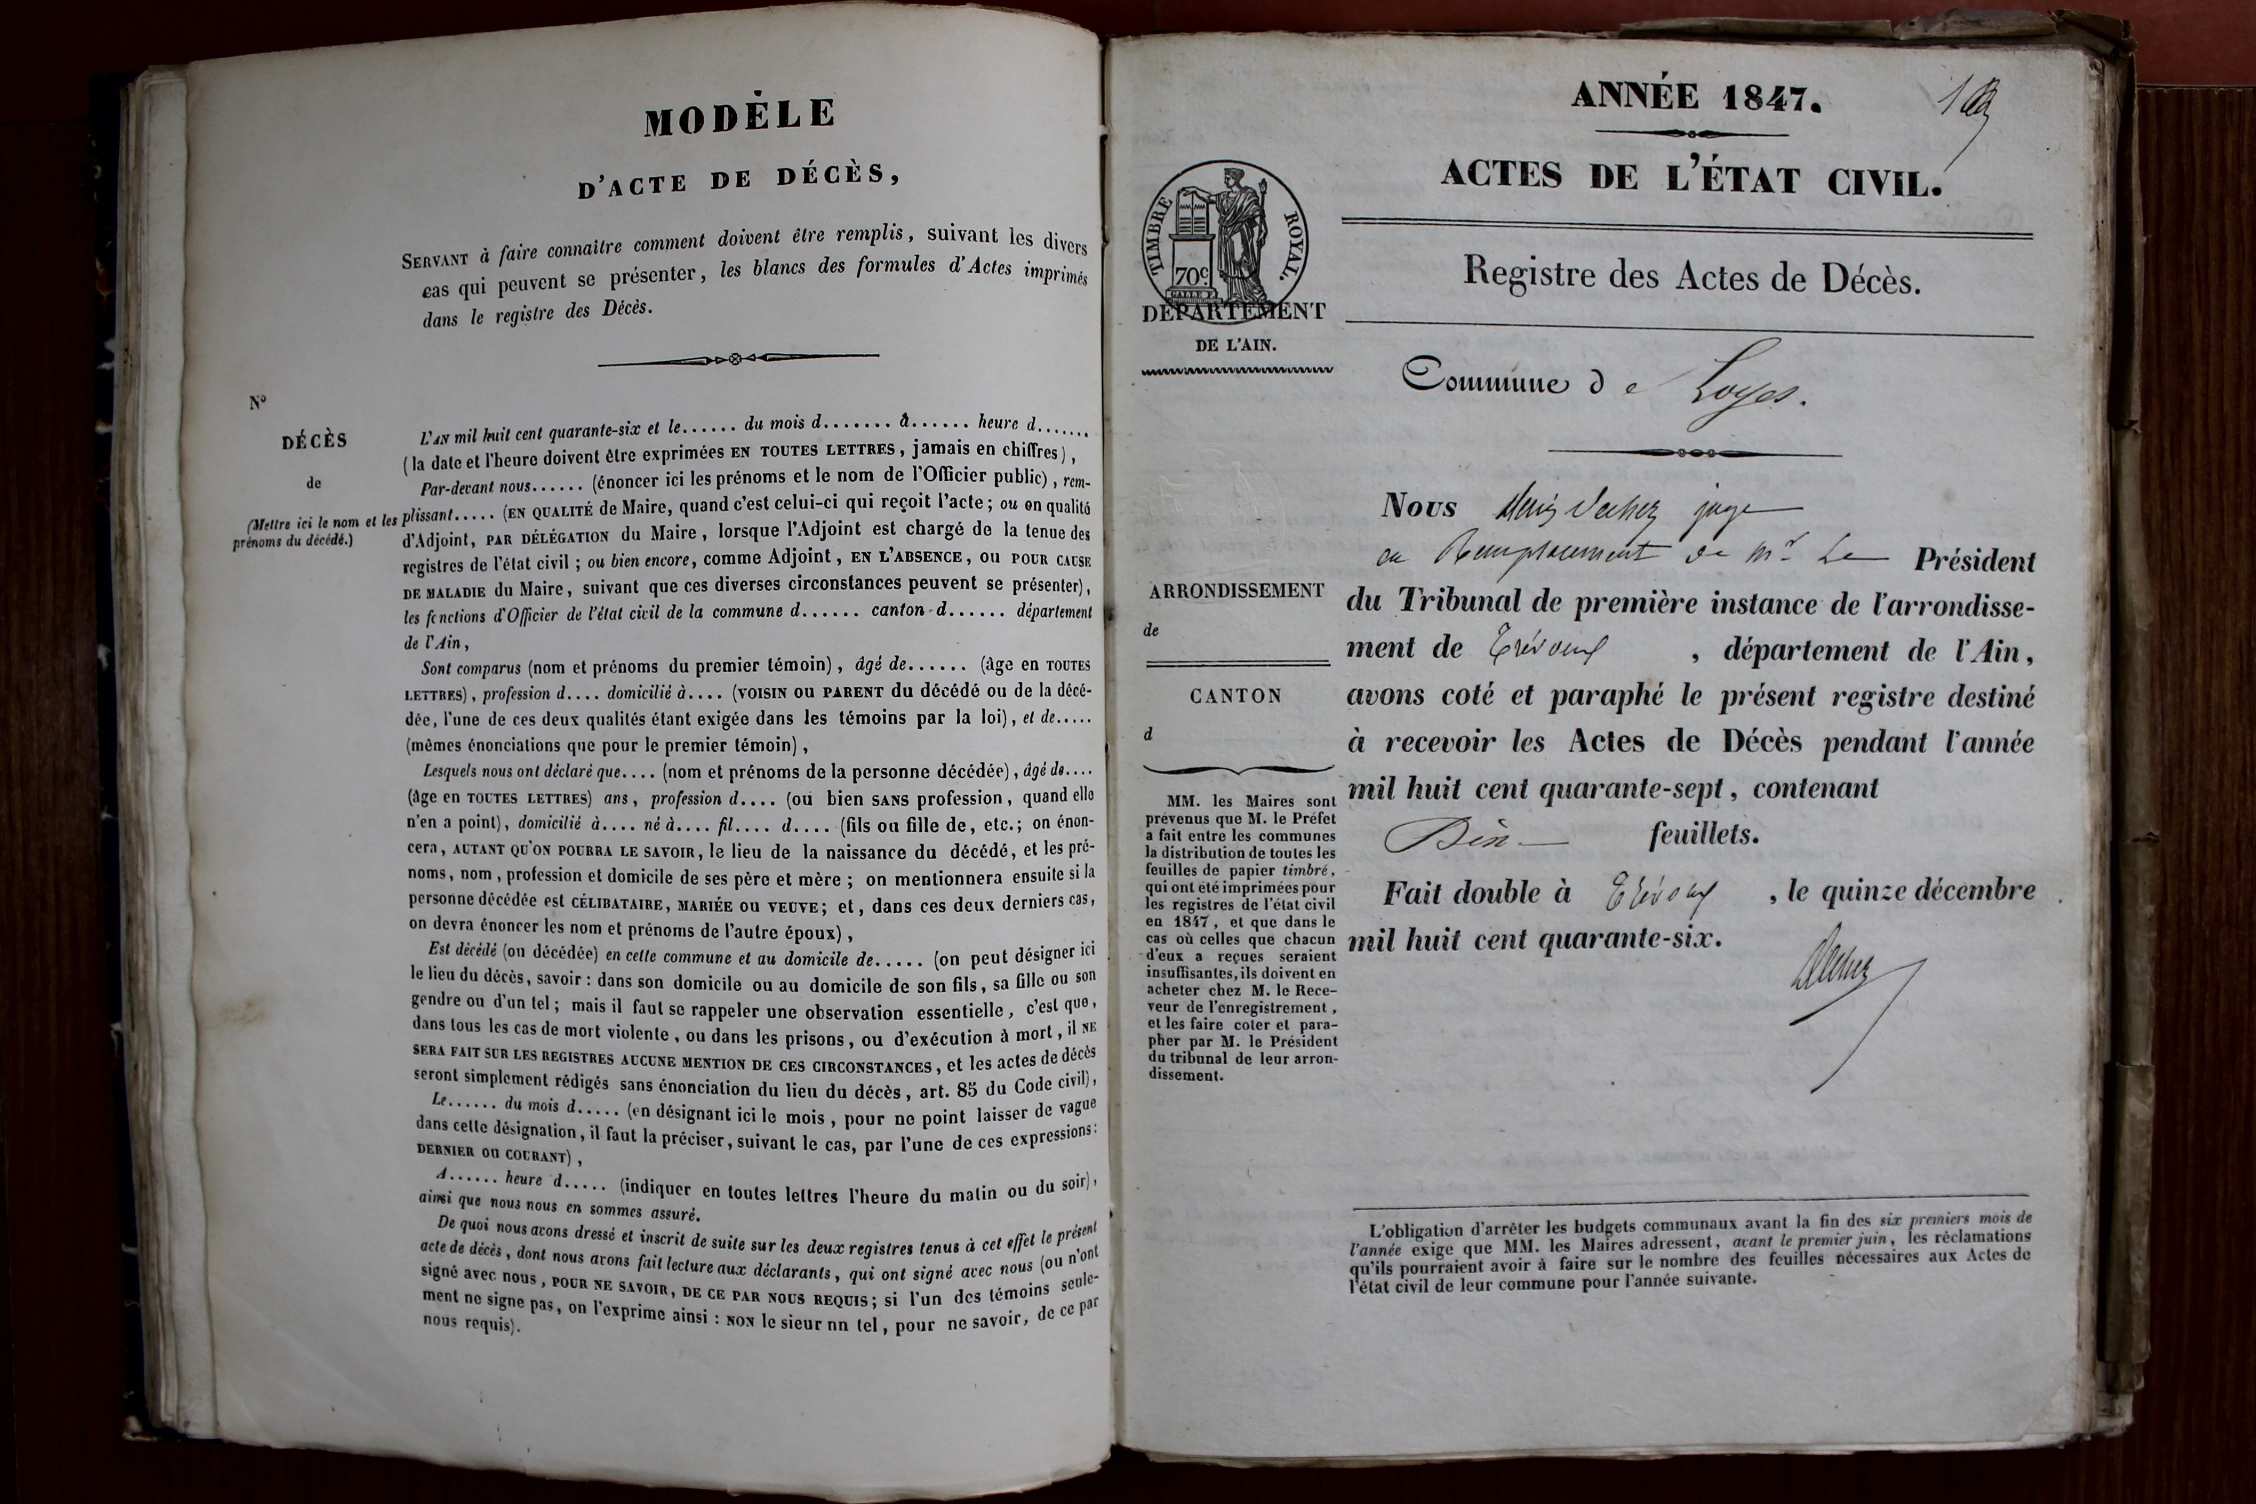 MODÈLE
D'ACTE DE DÉCÈS,
SERVANT à faire connaître comment doivent être remplis, suivant les divers
cas qui peuvent se présenter, les blancs des formules d'Actes imprimés
dans le registre des Décès.
N°
DÉCÈS
de
(Mettre ici le nom et les
prénoms du décédé.)
L'AN mil huit cent quarante-six et le...... du mois d....... à...... heure d.......
(la date et l'heure doivent être exprimées EN TOUTES LETTRES, jamais en chiffres),
Par-devant nous...... (énoncer ici les prénoms et le nom de l'Officier public), rem-
plissant..... (EN QUALITÉ de Maire, quand c'est celui-ci qui reçoit l'acte; ou en qualité
d'Adjoint, PAR DÉLÉGATION du Maire, lorsque l'Adjoint est chargé de la tenue des
registres de l'état civil; ou bien encore, comme Adjoint, EN L'ABSENCE, ou POUR CAUSE
DE MALADIE du Maire, suivant que ces diverses circonstances peuvent se présenter),
les fonctions d'Officier de l'état civil de la commune d...... canton d...... département
de l'Ain,
Sont comparus (nom et prénoms du premier témoin), âgé de...... (âge en TOUTES
LETTRES), profession d.... domicilié à.... (VOISIN OU PARENT du décédé ou de la décé-
dée, l'une de ces deux qualités étant exigée dans les témoins par la loi), et de.....
(mêmes énonciations que pour le premier témoin),
Lesquels nous ont déclaré que.... (nom et prénoms de la personne décédée), âgé de....
(âge en TOUTES LETTRES) ans, profession d.... (ou bien SANS profession, quand elle
n'en a point), domicilié à.... né à.... fil.... d.... (fils ou fille de, etc.; on énon-
cera, AUTANT QU'ON POURRA LE SAVOIR, le lieu de la naissance du décédé, et les pré-
noms, nom, profession et domicile de ses père et mère; on mentionnera ensuite si la
personne décédée est CÉLIBATAIRE, MARIÉE OU VEUVE; et, dans ces deux derniers cas,
on devra énoncer les nom et prénoms de l'autre époux),
Est décédé (ou décédée) en cette commune et au domicile de..... (on peut désigner ici
le lieu du décès, savoir: dans son domicile ou au domicile de son fils, sa fille ou son
gendre ou d'un tel; mais il faut se rappeler une observation essentielle, c'est que,
dans tous les cas de mort violente, ou dans les prisons, ou d'exécution à mort, il NE
SERA FAIT SUR LES REGISTRES AUCUNE MENTION DE CES CIRCONSTANCES, et les actes de décès
seront simplement rédigés sans énonciation du lieu du décès, art. 85 du Code civil),
Le...... du mois d..... (en désignant ici le mois, pour ne point laisser de vague
dans cette désignation, il faut la préciser, suivant le cas, par l'une de ces expressions:
DERNIER OU COURANT),
A...... heure d..... (indiquer en toutes lettres l'heure du matin ou du soir),
ainsi que nous nous en sommes assuré.
De quoi nous avons dressé et inscrit de suite sur les deux registres tenus à cet effet le présent
acte de décès, dont nous avons fait lecture aux déclarants, qui ont signé avec nous (ou n'ont
signé avec nous, POUR NE SAVOIR, DE CE PAR NOUS REQUIS; si l'un des témoins seule-
ment ne signe pas, on l'exprime ainsi: NON le sieur nn tel, pour ne savoir, de ce par
nous requis).
ANNÉE 1847.
ACTES DE L'ÉTAT CIVIL.
Registre des Actes de Décès.
TIMBRE ROYAL.
70c
DÉPARTEMENT
DE L'AIN.
Commune de Loyes.
ARRONDISSEMENT
de
CANTON
d
MM. les Maires sont
prévenus que M. le Préfet
a fait entre les communes
la distribution de toutes les
feuilles de papier timbré,
qui ont été imprimées pour
les registres de l'état civil
en 1847, et que dans le
cas où celles que chacun
d'eux a reçues seraient
insuffisantes, ils doivent en
acheter chez M. le Rece-
veur de l'enregistrement,
et les faire coter et para-
pher par M. le Président
du tribunal de leur arron-
dissement.
Nous juge
en Remplacement de Mr Le Président
du Tribunal de première instance de l'arrondisse-
ment de Trévoux, département de l'Ain,
avons coté et paraphé le présent registre destiné
à recevoir les Actes de Décès pendant l'année
mil huit cent quarante-sept, contenant
Dix feuillets.
Fait double à Trévoux, le quinze décembre
mil huit cent quarante-six.
L'obligation d'arrêter les budgets communaux avant la fin des six premiers mois de
l'année exige que MM. les Maires adressent, avant le premier juin, les réclamations
qu'ils pourraient avoir à faire sur le nombre des feuilles nécessaires aux Actes de
l'état civil de leur commune pour l'année suivante.